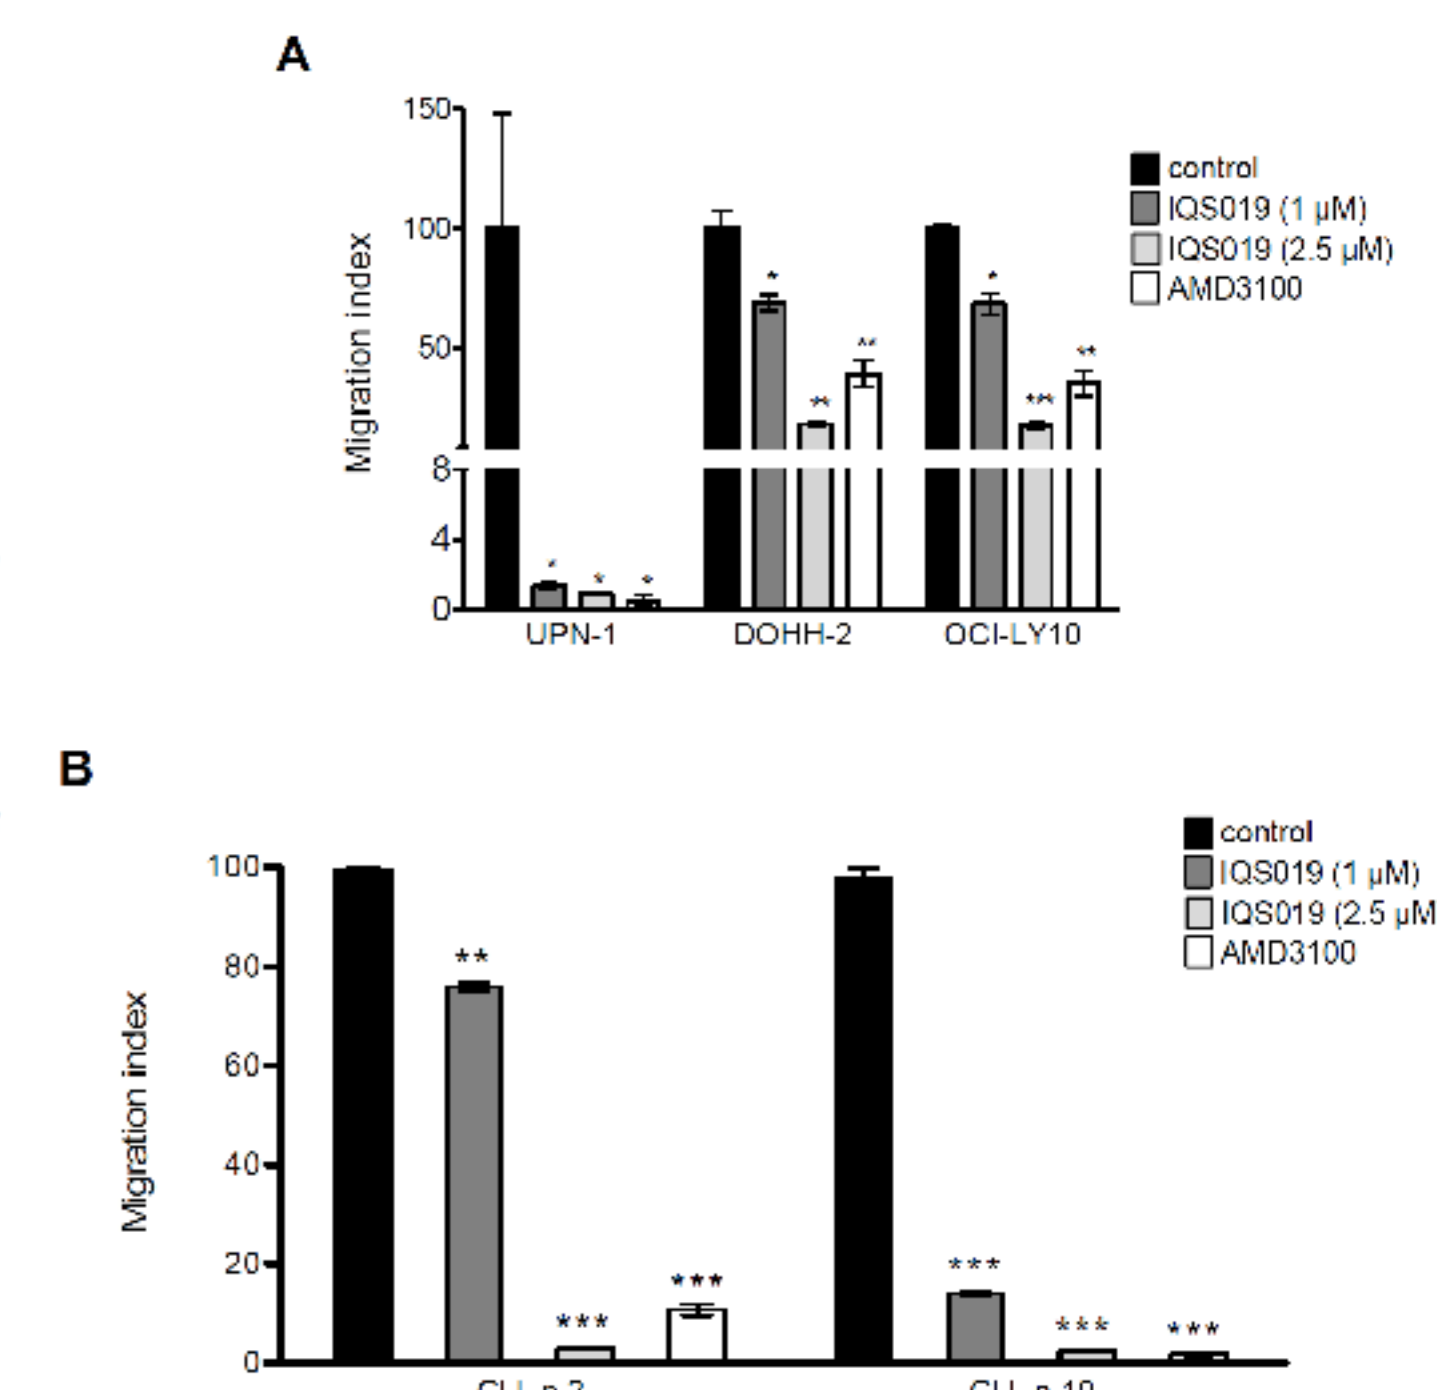 A
150
100
50
8
4
0
Migration index
* ** **
* *** **
* * *
UPN-1 DOHH-2 OCI-LY10
control
IQS019 (1 µM)
IQS019 (2.5 µM)
AMD3100
B
100
80
60
40
20
0
Migration index
** *** ***
*** *** ***
control
IQS019 (1 µM)
IQS019 (2.5 µM
AMD3100